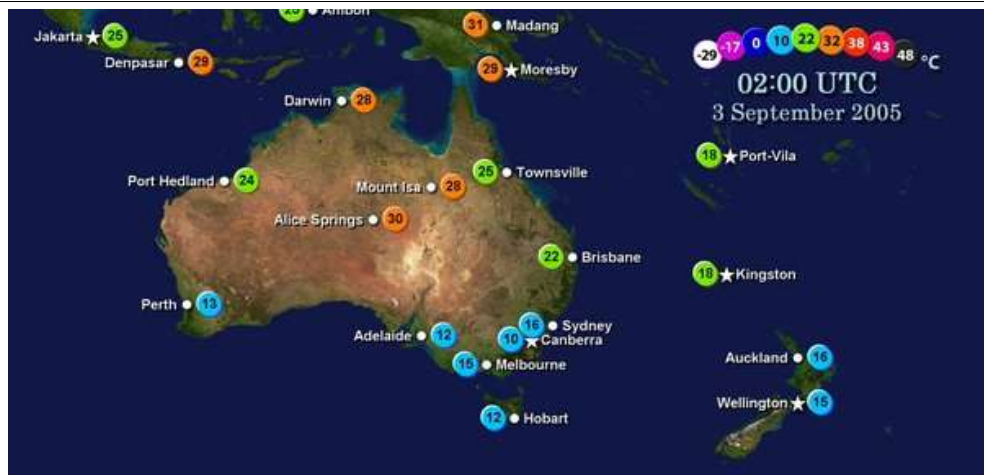 25 Ambon
31 Madang
Jakarta 25
-29 -17 0 10 22 32 38 43 48 °C
Denpasar 29
29 Moresby
02:00 UTC
3 September 2005
Darwin 28
18 Port-Vila
25 Townsville
Port Hedland 24
Mount Isa 28
Alice Springs 30
22 Brisbane
18 Kingston
Perth 13
16 Sydney
Adelaide 12
10 Canberra
Auckland 16
15 Melbourne
Wellington 15
12 Hobart